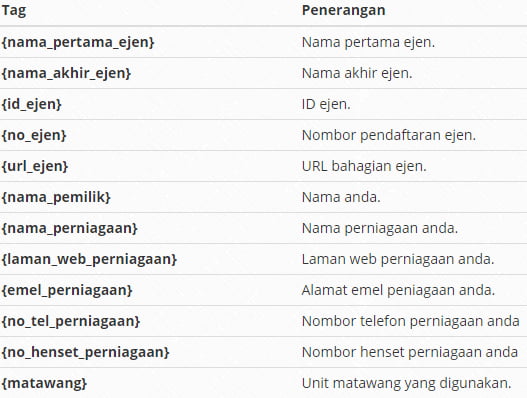 Tag Penerangan
{nama_pertama_ejen} Nama pertama ejen.
{nama_akhir_ejen} Nama akhir ejen.
{id_ejen} ID ejen.
{no_ejen} Nombor pendaftaran ejen.
{url_ejen} URL bahagian ejen.
{nama_pemilik} Nama anda.
{nama_perniagaan} Nama perniagaan anda.
{laman_web_perniagaan} Laman web perniagaan anda.
{emel_perniagaan} Alamat emel peniagaan anda.
{no_tel_perniagaan} Nombor telefon perniagaan anda
{no_henset_perniagaan} Nombor henset perniagaan anda
{matawang} Unit matawang yang digunakan.